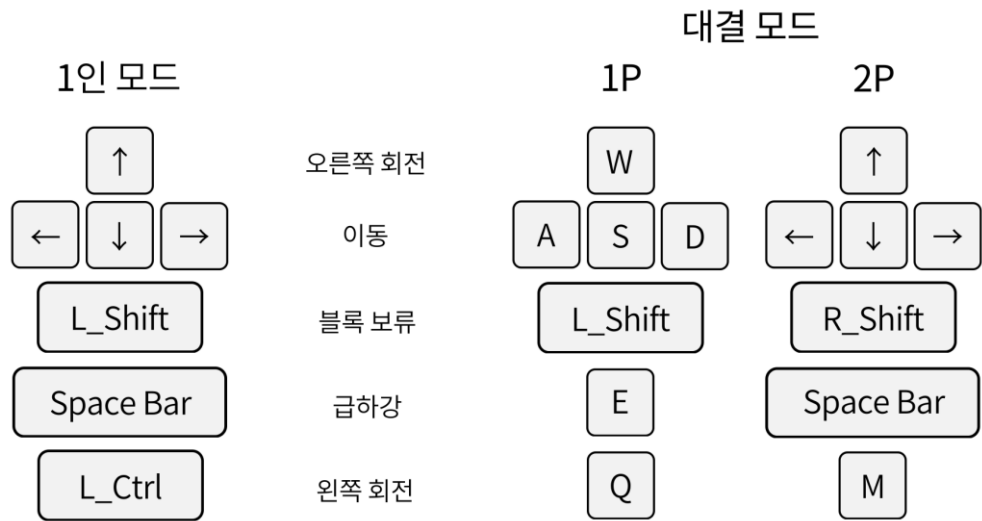 대결 모드
1인 모드 1P 2P
↑ 오른쪽 회전 W ↑
← ↓ → 이동 A S D ← ↓ →
L_Shift 블록 보류 L_Shift R_Shift
Space Bar 급하강 E Space Bar
L_Ctrl 왼쪽 회전 Q M